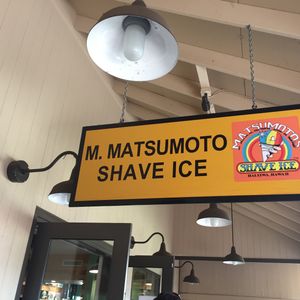 M. MATSUMOTO
SHAVE ICE
MATSUMOTO'S
SHAVE ICE
HALEIWA, HAWAII